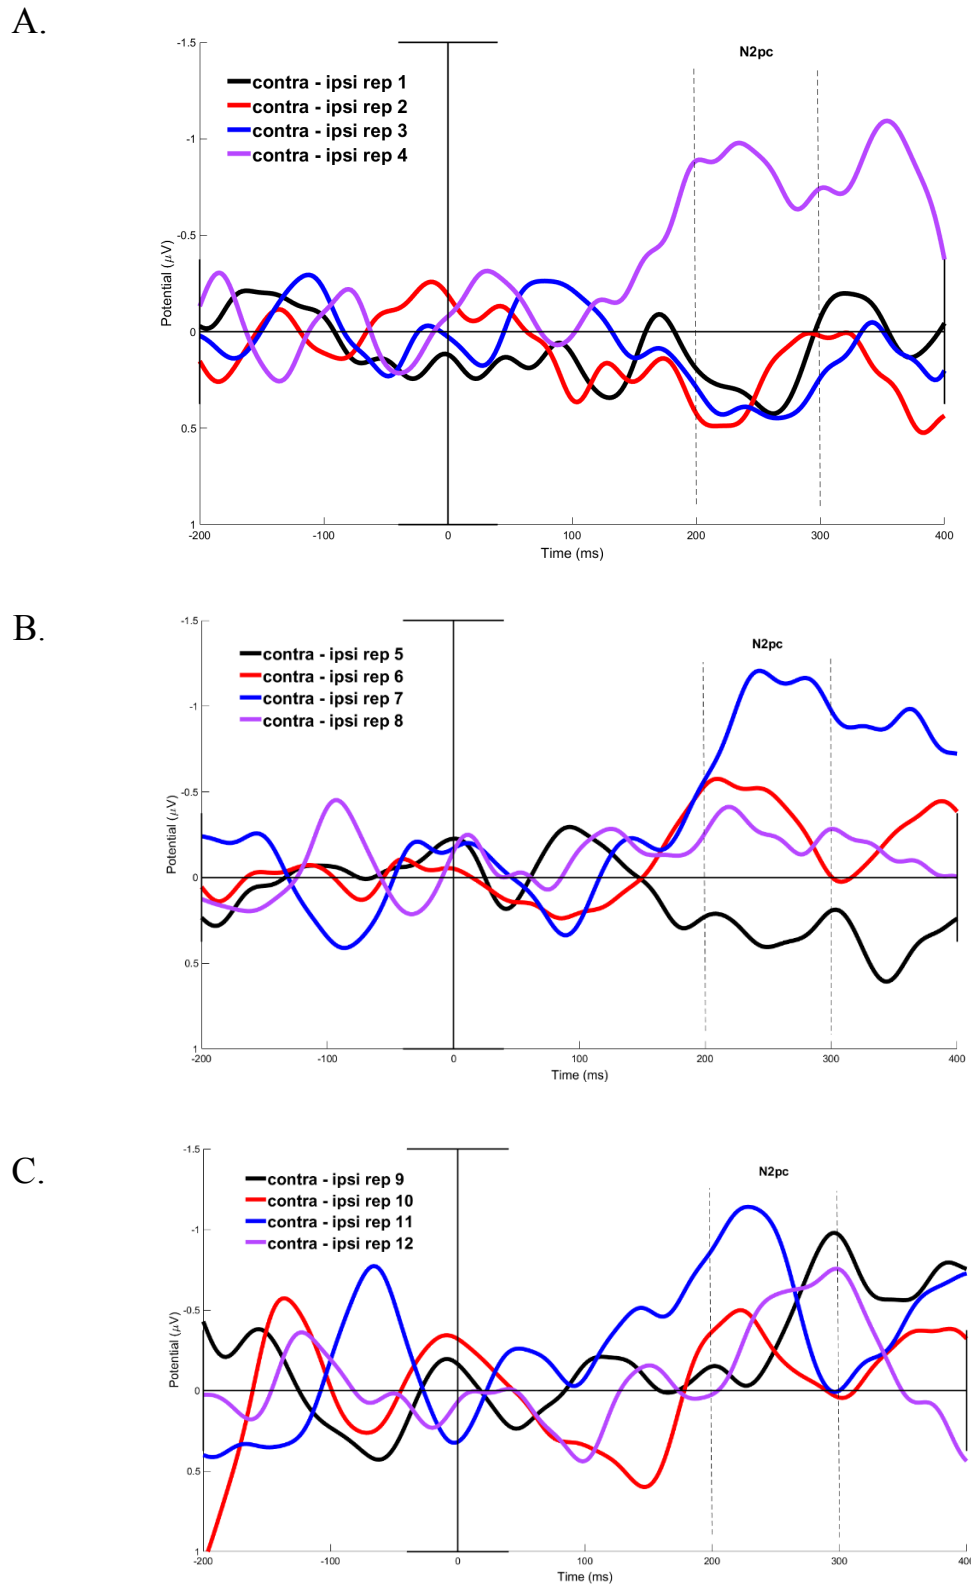 A.
-1.5
N2pc
contra - ipsi rep 1
contra - ipsi rep 2
contra - ipsi rep 3
contra - ipsi rep 4
-1
-0.5
0
0.5
1
Potential (μV)
-200 -100 0 100 200 300 400
Time (ms)
B.
-1.5
N2pc
contra - ipsi rep 5
contra - ipsi rep 6
contra - ipsi rep 7
contra - ipsi rep 8
-1
-0.5
0
0.5
1
Potential (μV)
-200 -100 0 100 200 300 400
Time (ms)
C.
-1.5
N2pc
contra - ipsi rep 9
contra - ipsi rep 10
contra - ipsi rep 11
contra - ipsi rep 12
-1
-0.5
0
0.5
1
Potential (μV)
-200 -100 0 100 200 300 400
Time (ms)